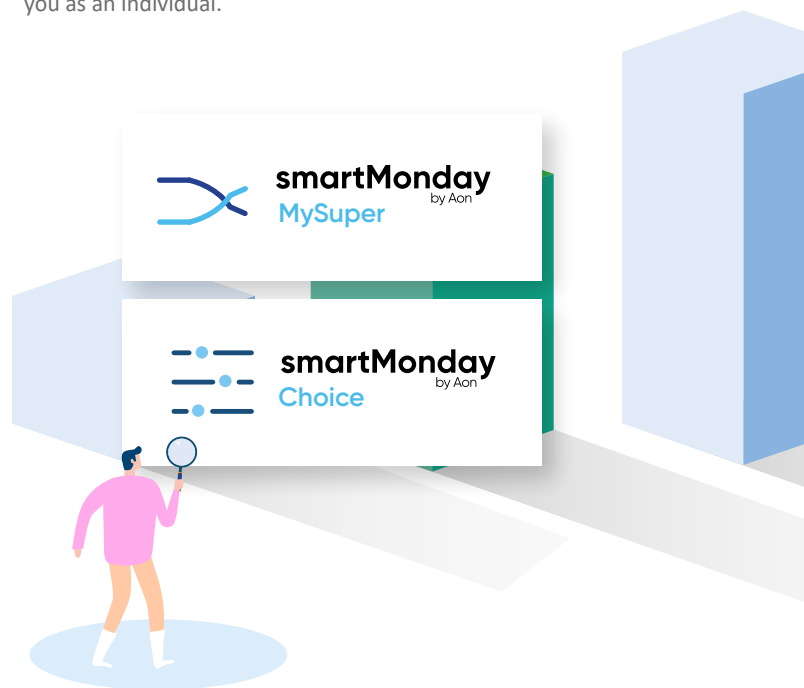 you as an individual.
smartMonday
by Aon
MySuper
smartMonday
by Aon
Choice